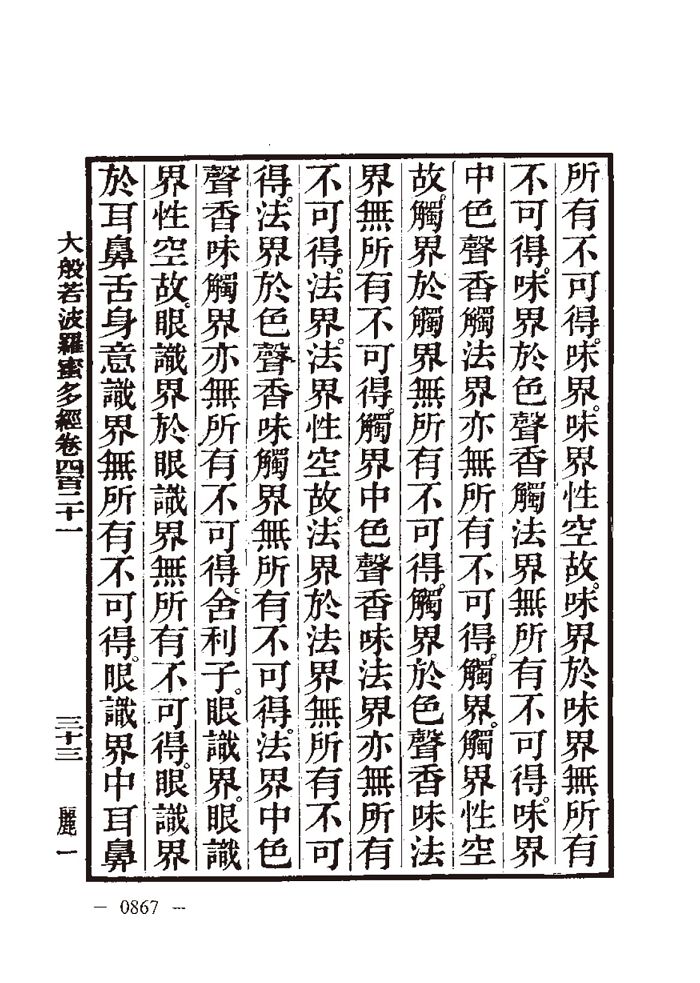 所有不可得。味界。味界性空故。味界於味界無所有
不可得。味界於色聲香觸法界無所有不可得。味界
中色聲香觸法界亦無所有不可得。觸界。觸界性空
故。觸界於觸界無所有不可得。觸界於色聲香味法
界無所有不可得。觸界中色聲香味法界亦無所有
不可得。法界。法界性空故。法界於法界無所有不可
得。法界於色聲香味觸界無所有不可得。法界中色
聲香味觸界亦無所有不可得。舍利子。眼識界。眼識
界性空故。眼識界於眼識界無所有不可得。眼識界
於耳鼻舌身意識界無所有不可得。眼識界中耳鼻
大般若波羅蜜多經卷四百二十一 三十三 麗一
— 0867 —